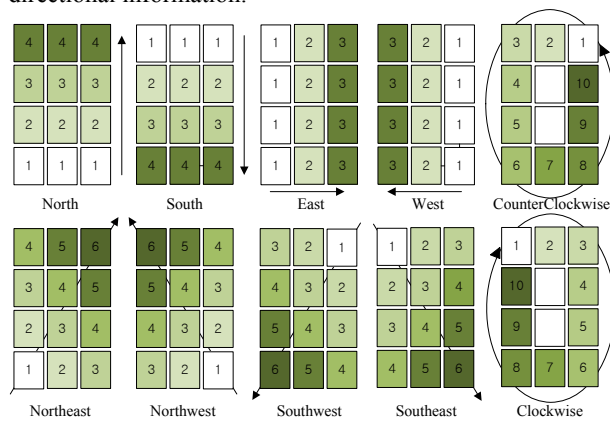 directional information.
4 4 4 1 1 1 1 2 3 3 2 1 3 2 1
3 3 3 2 2 2 1 2 3 3 2 1 4 10
2 2 2 3 3 3 1 2 3 3 2 1 5 9
1 1 1 4 4 4 1 2 3 3 2 1 6 7 8
North South East West CounterClockwise
4 5 6 6 5 4 3 2 1 1 2 3 1 2 3
3 4 5 5 4 3 4 3 2 2 3 4 10 4
2 3 4 4 3 2 5 4 3 3 4 5 9 5
1 2 3 3 2 1 6 5 4 4 5 6 8 7 6
Northeast Northwest Southwest Southeast Clockwise